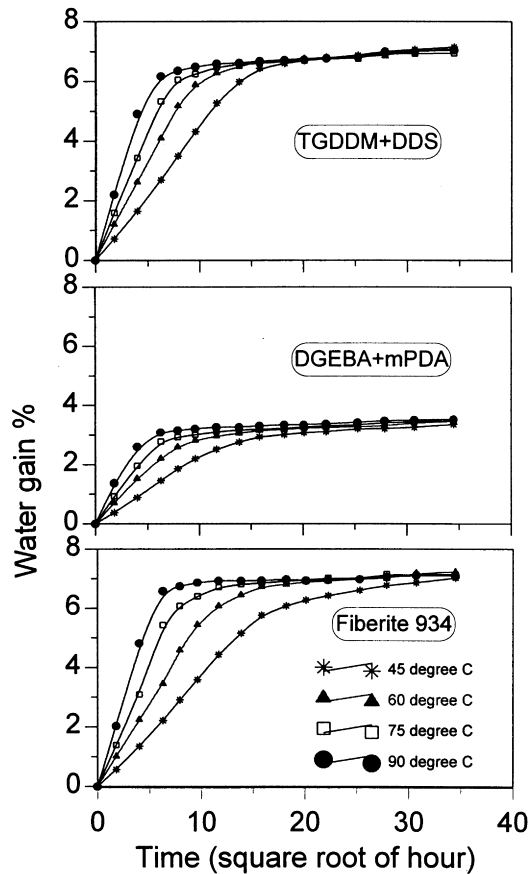 8
6
4
2
0
TGDDM+DDS
8
6
4
2
0
DGEBA+mPDA
Water gain %
8
6
4
2
0
Fiberite 934
45 degree C
60 degree C
75 degree C
90 degree C
0
10
20
30
40
Time (square root of hour)